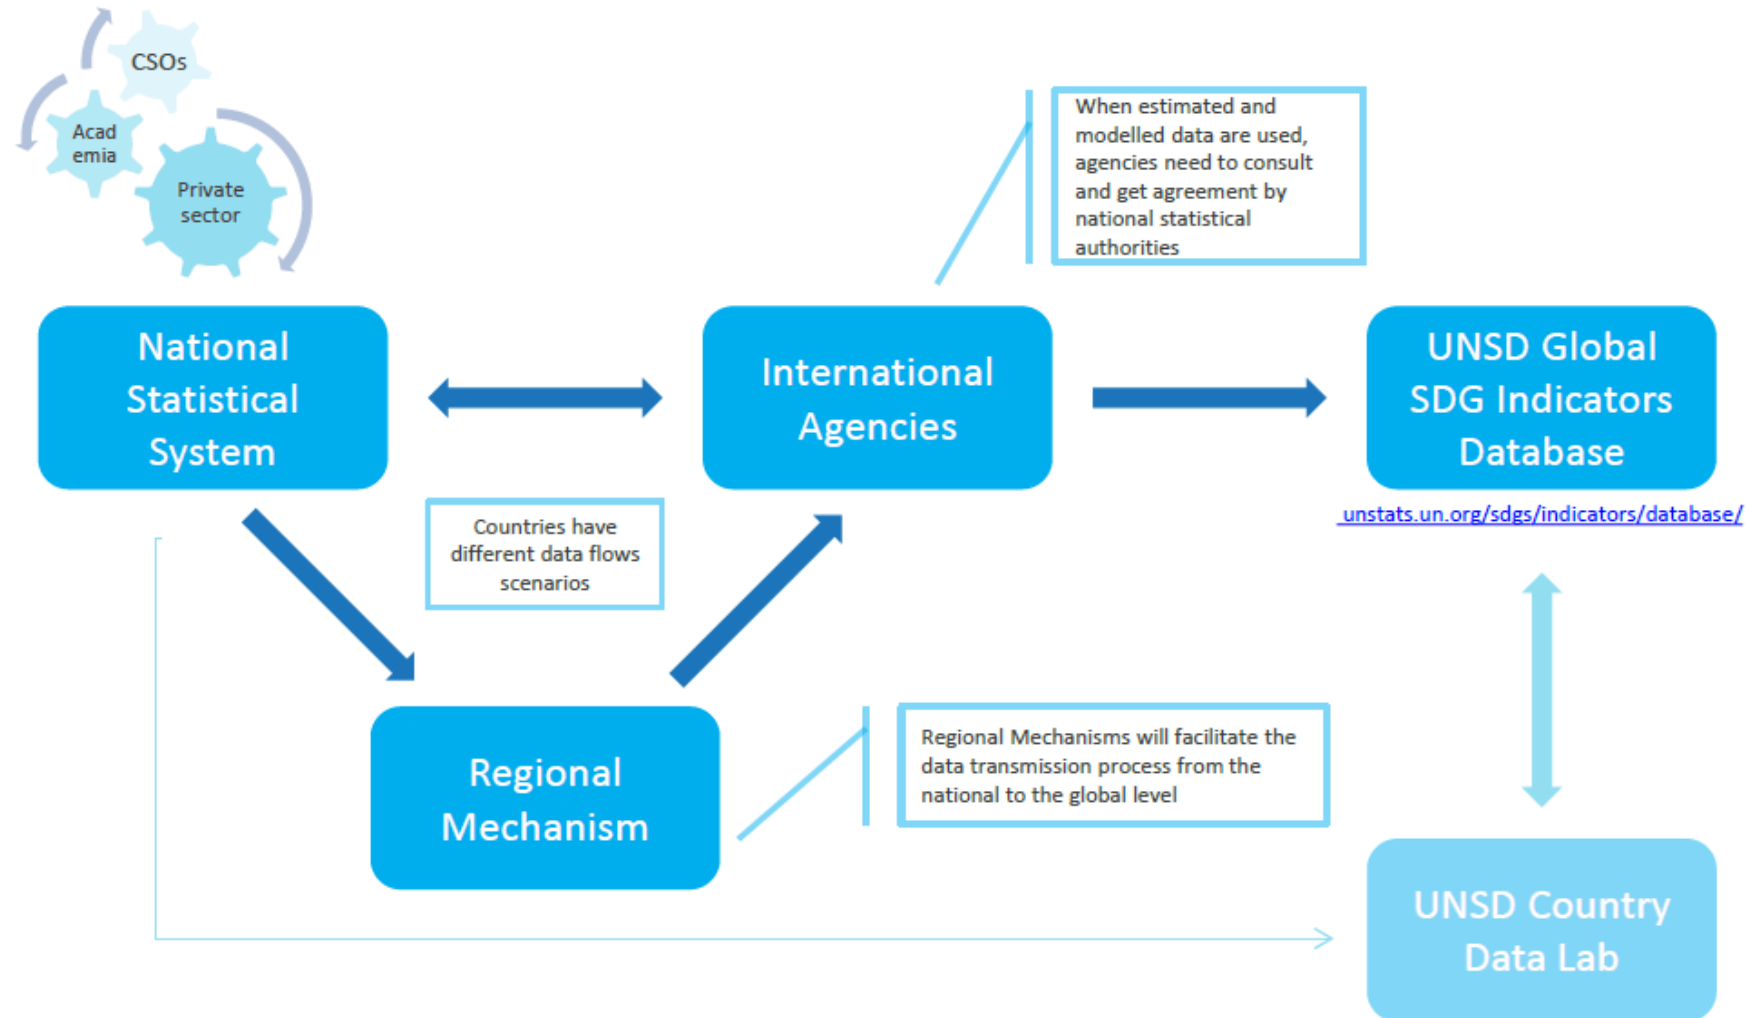 CSOs
Acad
emia
Private
sector
When estimated and
modelled data are used,
agencies need to consult
and get agreement by
national statistical
authorities
National
Statistical
System
International
Agencies
UNSD Global
SDG Indicators
Database
unstats.un.org/sdgs/indicators/database/
Countries have
different data flows
scenarios
Regional
Mechanism
Regional Mechanisms will facilitate the
data transmission process from the
national to the global level
UNSD Country
Data Lab